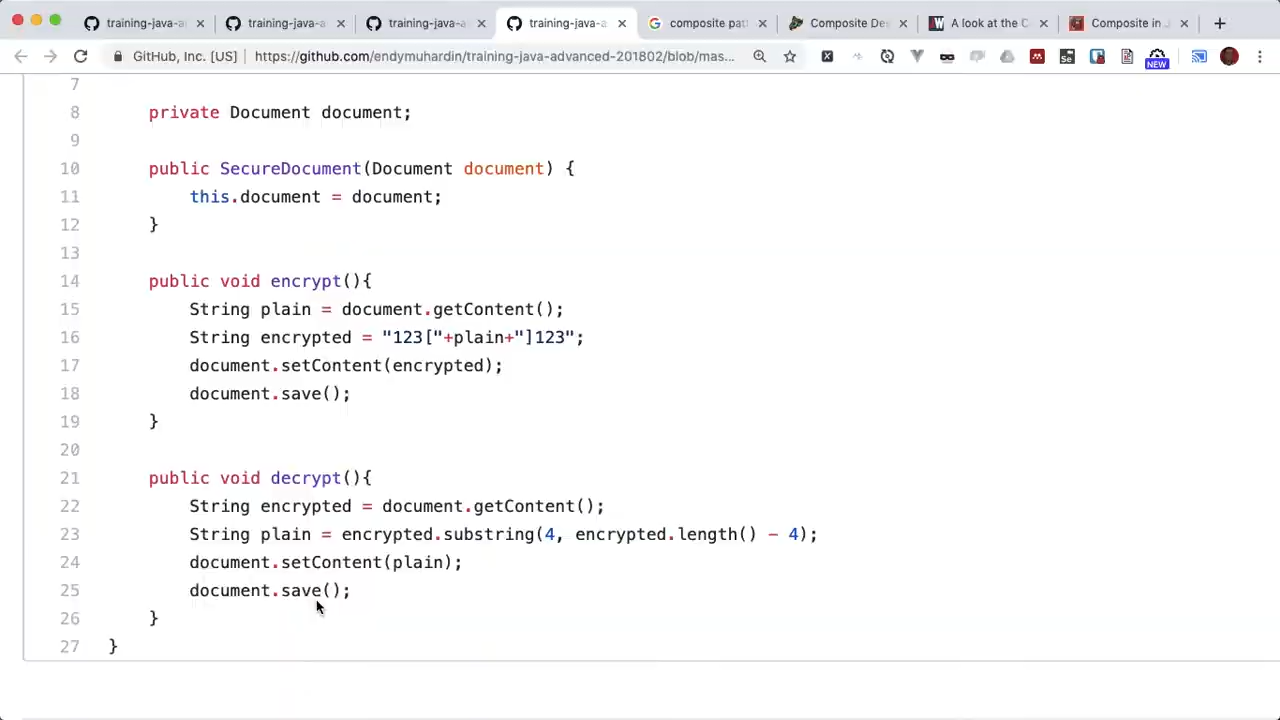 training-java-a
training-java-a
training-java-a
training-java-a
composite pat
Composite De
A look at the C
Composite in J
GitHub, Inc. [US]
https://github.com/endymuhardin/training-java-advanced-201802/blob/mas...
NEW
7
8 private Document document;
9
10 public SecureDocument(Document document) {
11 this.document = document;
12 }
13
14 public void encrypt(){
15 String plain = document.getContent();
16 String encrypted = "123["+plain+"]123";
17 document.setContent(encrypted);
18 document.save();
19 }
20
21 public void decrypt(){
22 String encrypted = document.getContent();
23 String plain = encrypted.substring(4, encrypted.length() - 4);
24 document.setContent(plain);
25 document.save();
26 }
27 }